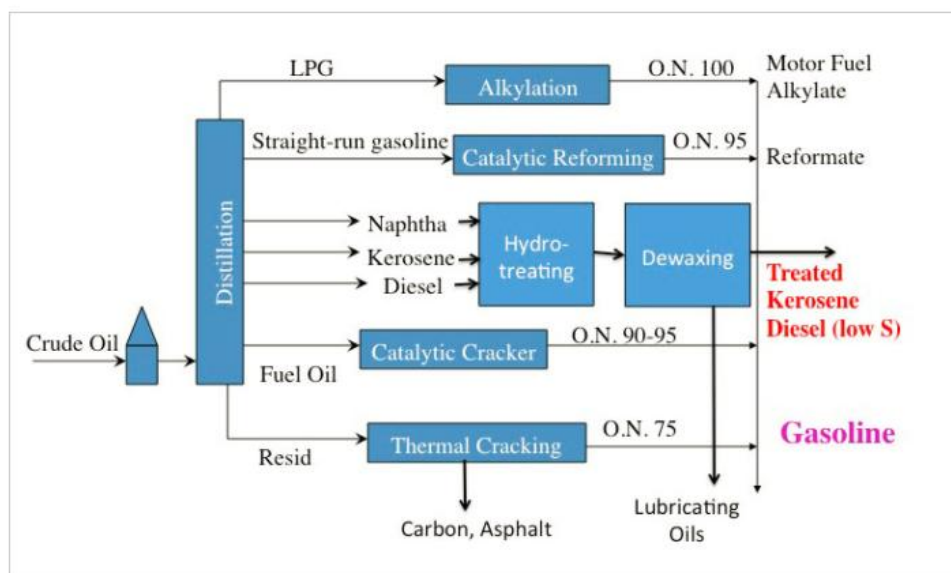 LPG
Alkylation
O.N. 100
Motor Fuel
Alkylate
Straight-run gasoline
Catalytic Reforming
O.N. 95
Reformate
Distillation
Naphtha
Kerosene
Diesel
Hydro-
treating
Dewaxing
Treated
Kerosene
Diesel (low S)
Crude Oil
Fuel Oil
Catalytic Cracker
O.N. 90-95
Resid
Thermal Cracking
O.N. 75
Gasoline
Carbon, Asphalt
Lubricating
Oils